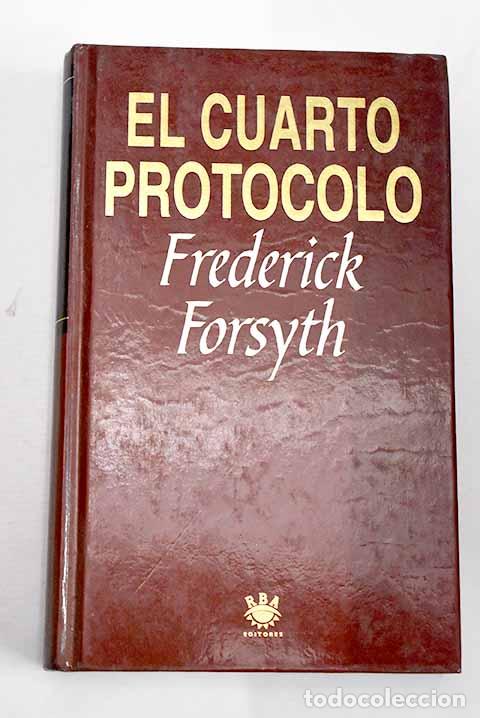 EL CUARTO
PROTOCOLO
Frederick
Forsyth
RBA
EDITORES
todocoleccion